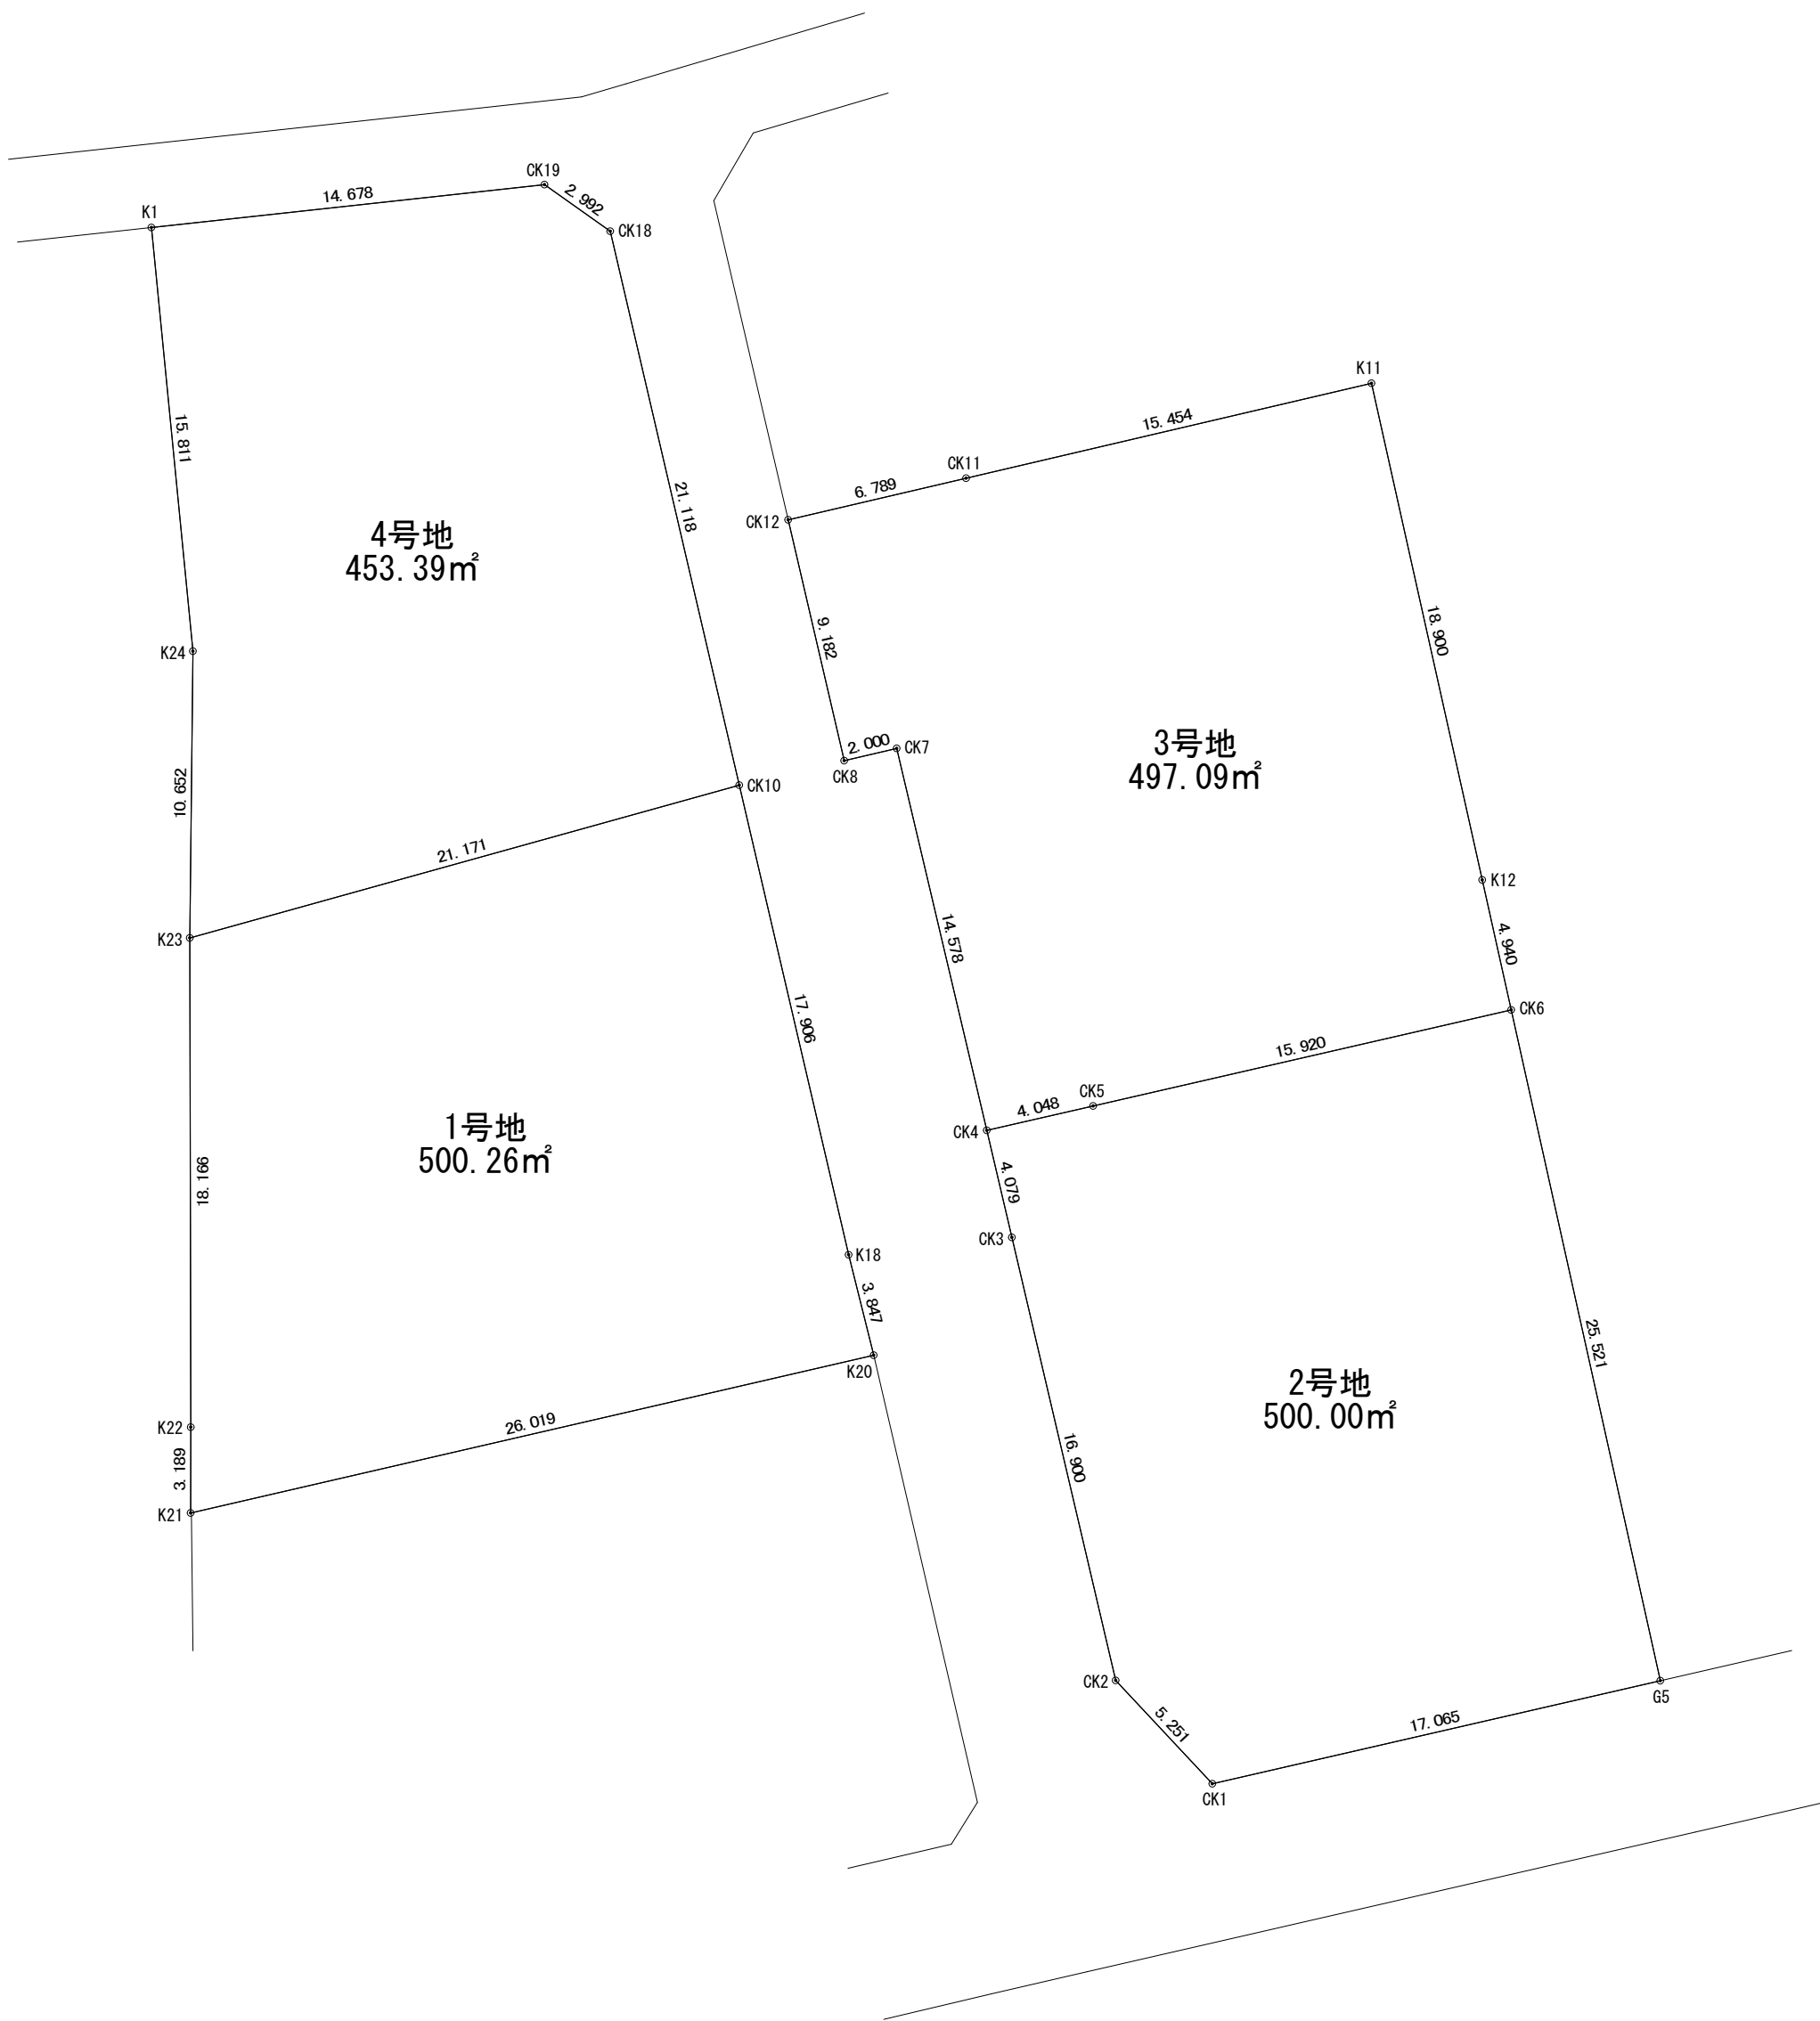 CK19
14.678
2.992
K1
CK18
15.811
21.118
4号地
453.39㎡
K24
10.652
CK10
21.171
K23
K11
15.454
CK11
6.789
CK12
9.182
18.900
2.000
CK7
CK8
3号地
497.09㎡
K12
14.578
4.940
CK6
15.920
CK5
4.048
CK4
17.906
1号地
500.26㎡
18.166
K18
3.847
K20
K22
26.019
3.189
K21
4.079
CK3
25.521
2号地
500.00㎡
16.900
CK2
5.251
G5
17.065
CK1